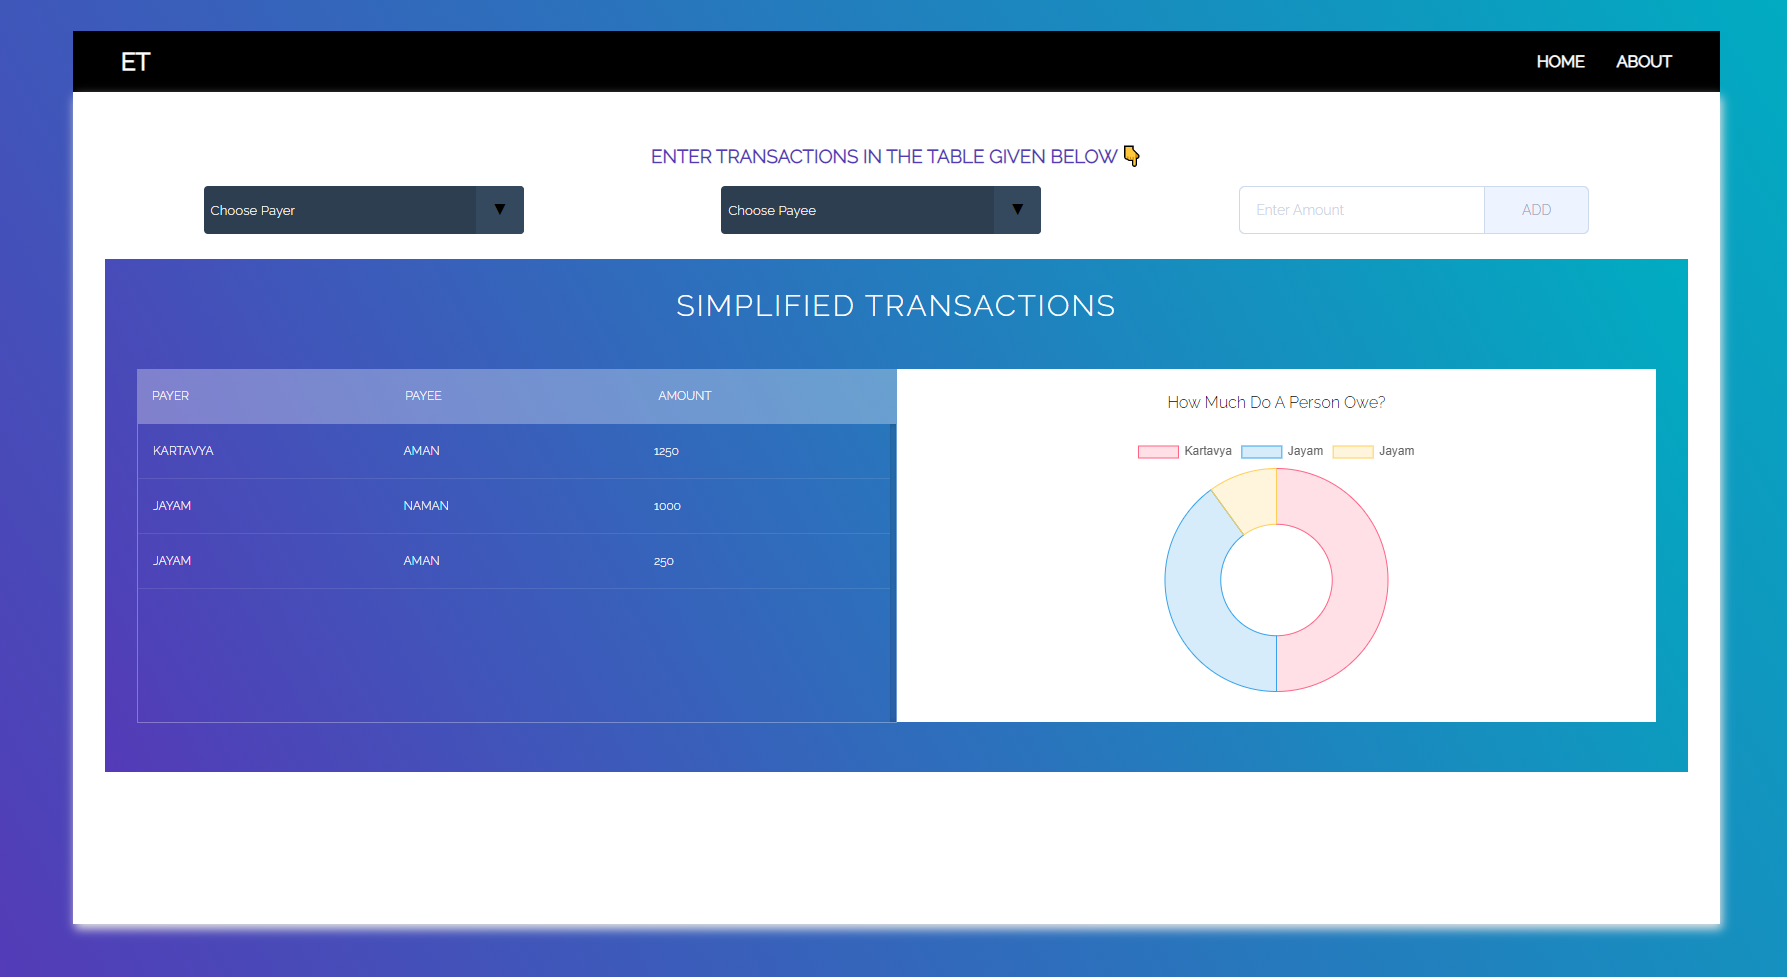 ET HOME ABOUT
ENTER TRANSACTIONS IN THE TABLE GIVEN BELOW 👇
Choose Payer ▼ Choose Payee ▼ Enter Amount ADD
SIMPLIFIED TRANSACTIONS
PAYER PAYEE AMOUNT
KARTAVYA AMAN 1250
JAYAM NAMAN 1000
JAYAM AMAN 250
How Much Do A Person Owe?
Kartavya Jayam Jayam